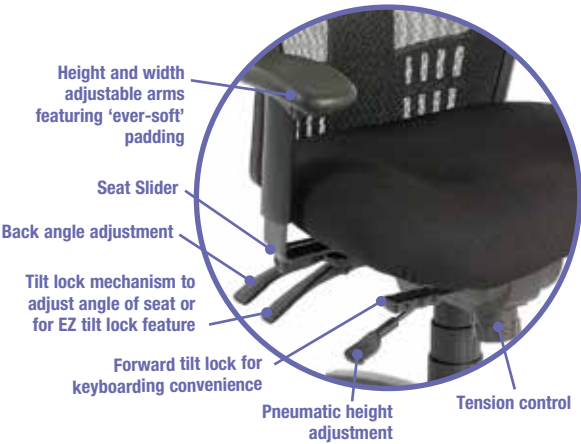 Height and width
adjustable arms
featuring ‘ever-soft’
padding
Seat Slider
Back angle adjustment
Tilt lock mechanism to
adjust angle of seat or
for EZ tilt lock feature
Forward tilt lock for
keyboarding convenience
Pneumatic height
adjustment
Tension control